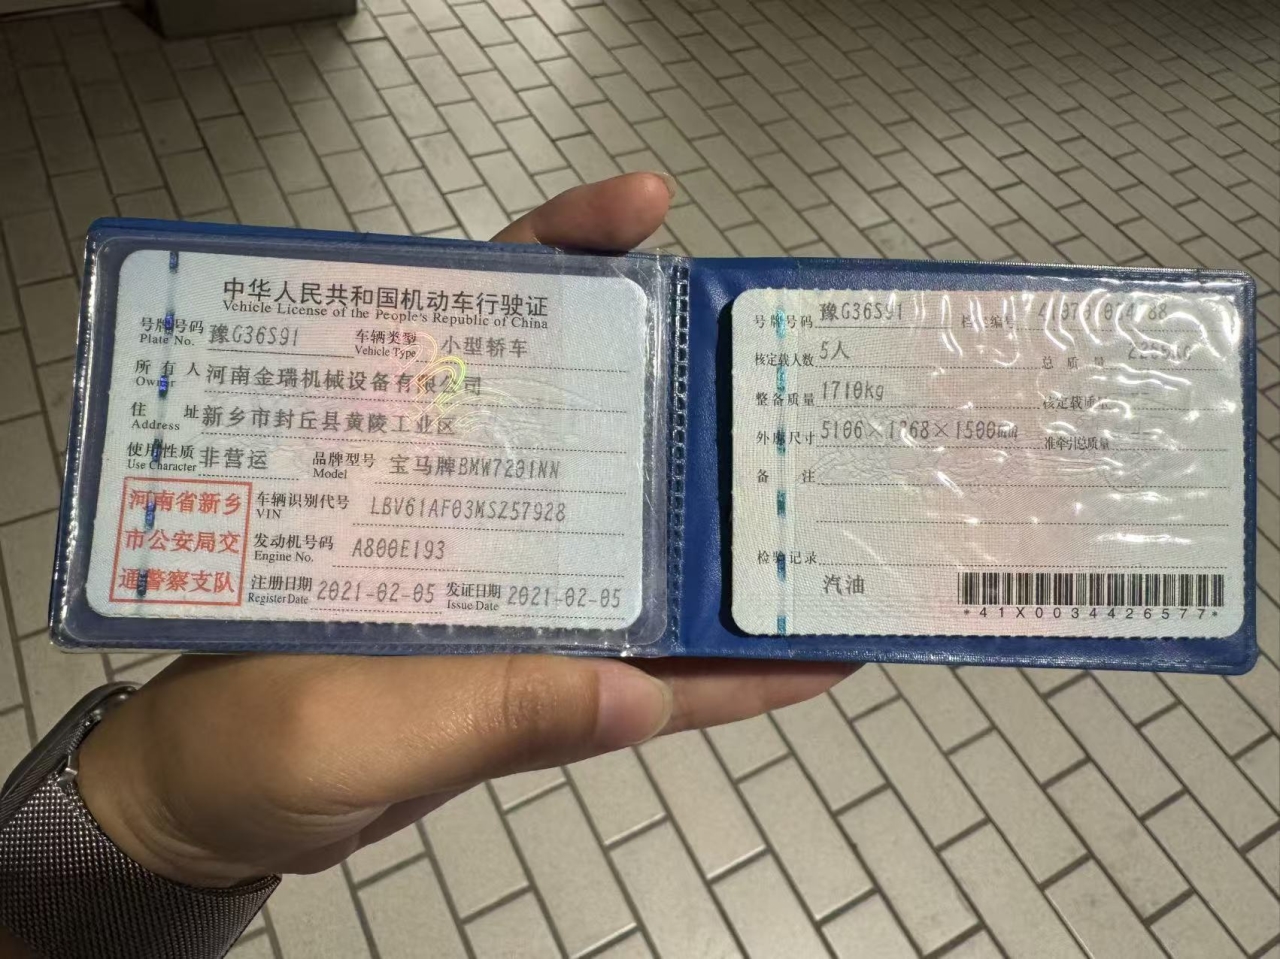 中华人民共和国机动车行驶证
Vehicle License of the People's Republic of China
号牌号码 豫G36S91 车辆类型 小型轿车
Plate No. Vehicle Type
所有人 河南金瑞机械设备有限公司
Owner
住址 新乡市封丘县黄陵工业区
Address
使用性质 非营运 品牌型号 宝马牌BMW7201NN
Use Character Model
河南省新乡
市公安局交
通警察支队
车辆识别代号 LBV61AF03MSZ57928
VIN
发动机号码 A800E193
Engine No.
注册日期 2021-02-05 发证日期 2021-02-05
Register Date Issue Date
号牌号码 豫G36S91 档案编号
核定载人数 5人 总质量
整备质量 1710kg 核定载质量 --
外廓尺寸 5106×1868×1500mm 准牵引总质量 --
备注
检验记录
汽油
*41X0034426577*